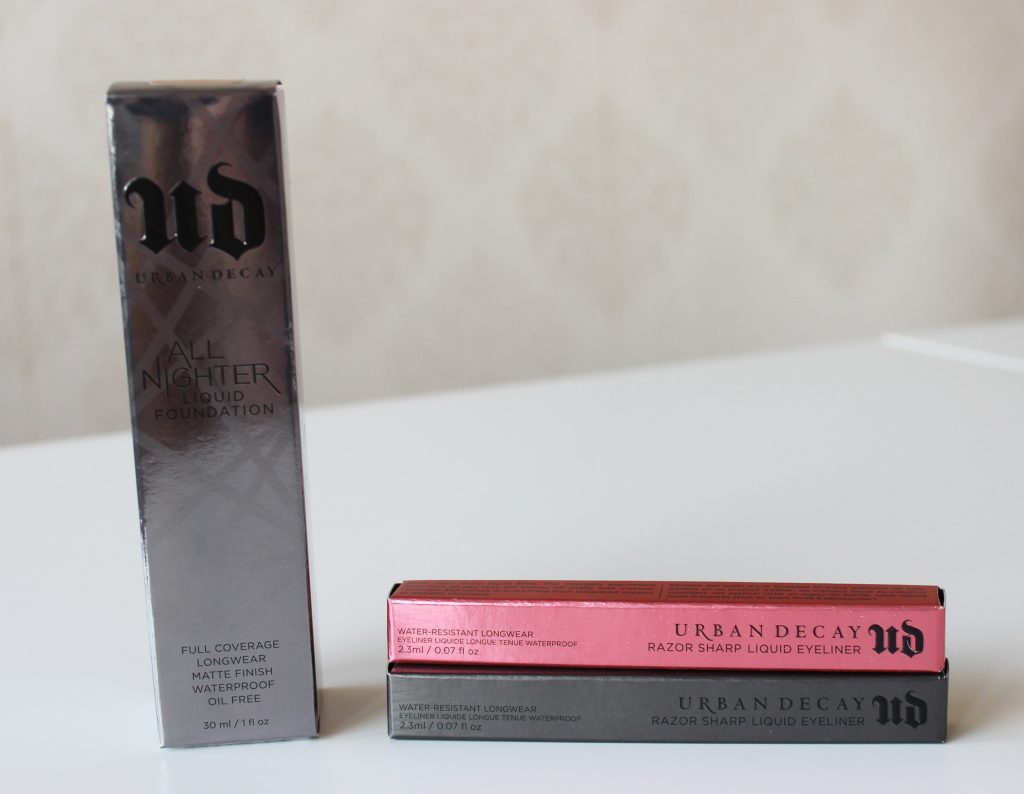 ud
URBAN DECAY
ALL
NIGHTER
LIQUID
FOUNDATION
FULL COVERAGE
LONGWEAR
MATTE FINISH
WATERPROOF
OIL FREE
30 ml / 1 fl oz
WATER-RESISTANT LONGWEAR
EYELINER LIQUIDE LONGUE TENUE WATERPROOF
2.3ml / 0.07 fl oz
URBAN DECAY
RAZOR SHARP LIQUID EYELINER
ud
WATER-RESISTANT LONGWEAR
EYELINER LIQUIDE LONGUE TENUE WATERPROOF
2.3ml / 0.07 fl oz
URBAN DECAY
RAZOR SHARP LIQUID EYELINER
ud